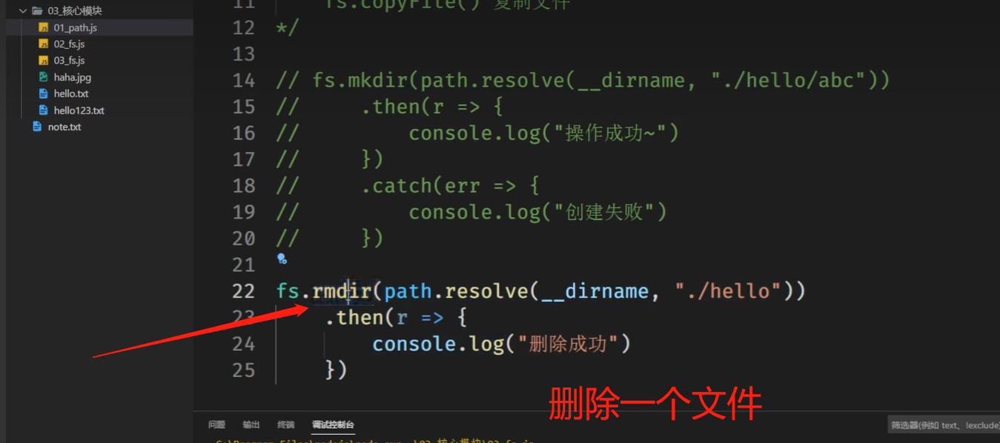 03_核心模块
01_path.js
02_fs.js
03_fs.js
haha.jpg
hello.txt
hello123.txt
note.txt
11 fs.copyFile() 复制文件
12 */
13
14 // fs.mkdir(path.resolve(__dirname, "./hello/abc"))
15 // .then(r => {
16 // console.log("操作成功~")
17 // })
18 // .catch(err => {
19 // console.log("创建失败")
20 // })
21
22 fs.rmdir(path.resolve(__dirname, "./hello"))
23 .then(r => {
24 console.log("删除成功")
25 })
删除一个文件
问题 输出 终端 调试控制台
筛选器(例如 text、!exclude)